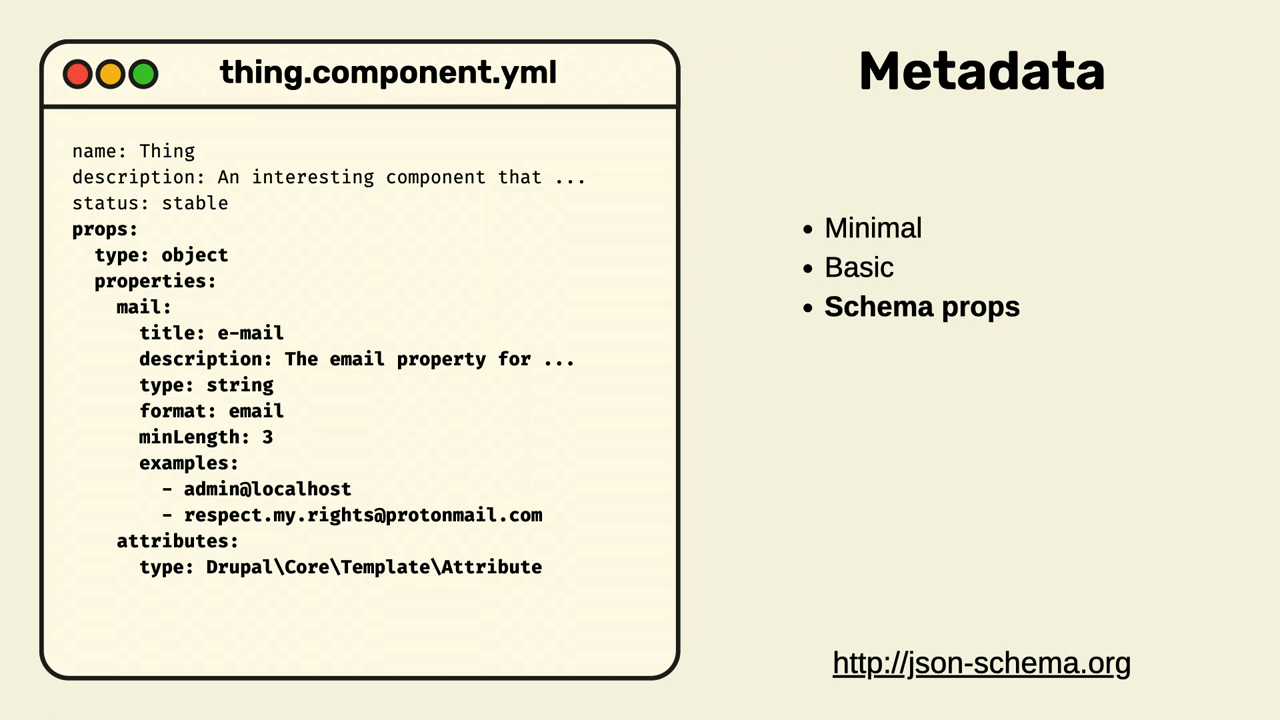 thing.component.yml
name: Thing
description: An interesting component that ...
status: stable
props:
  type: object
  properties:
    mail:
      title: e-mail
      description: The email property for ...
      type: string
      format: email
      minLength: 3
      examples:
        - admin@localhost
        - respect.my.rights@protonmail.com
    attributes:
      type: Drupal\Core\Template\Attribute
Metadata
• Minimal
• Basic
• Schema props
http://json-schema.org